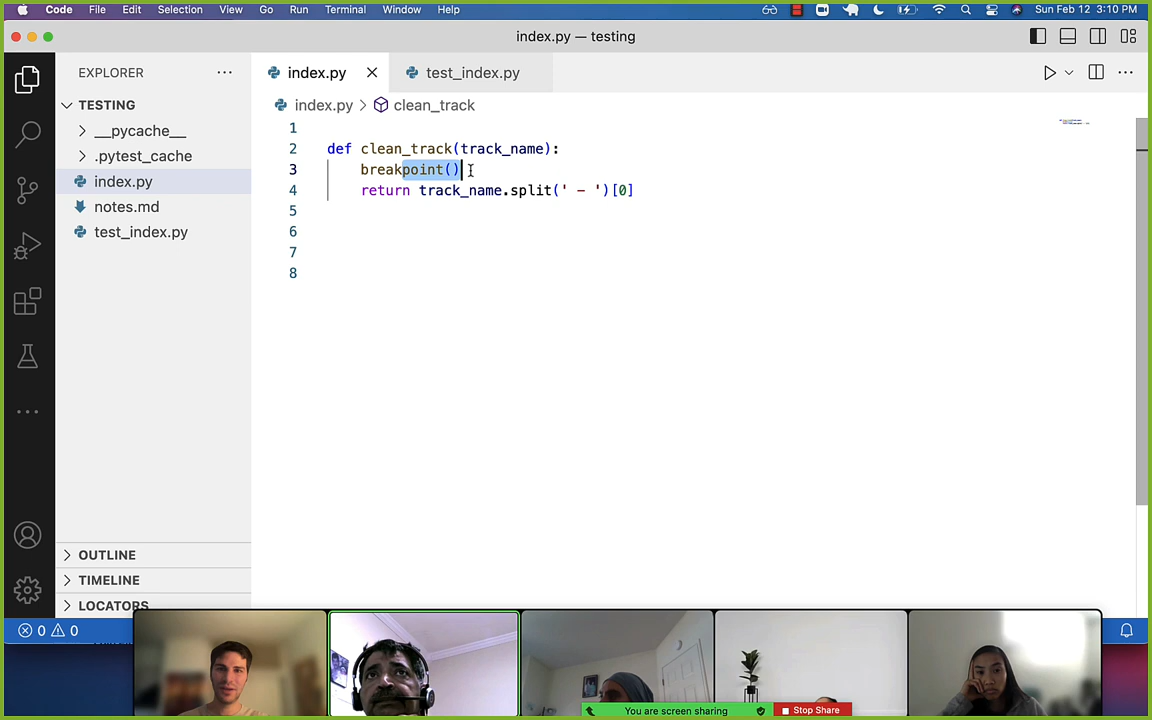 Code File Edit Selection View Go Run Terminal Window Help Sun Feb 12 3:10 PM
index.py — testing
EXPLORER
index.py
test_index.py
index.py > clean_track
TESTING
__pycache__
.pytest_cache
index.py
notes.md
test_index.py
1
2 def clean_track(track_name):
3 breakpoint()
4 return track_name.split(' - ')[0]
5
6
7
8
OUTLINE
TIMELINE
LOCATORS
0 0
You are screen sharing Stop Share